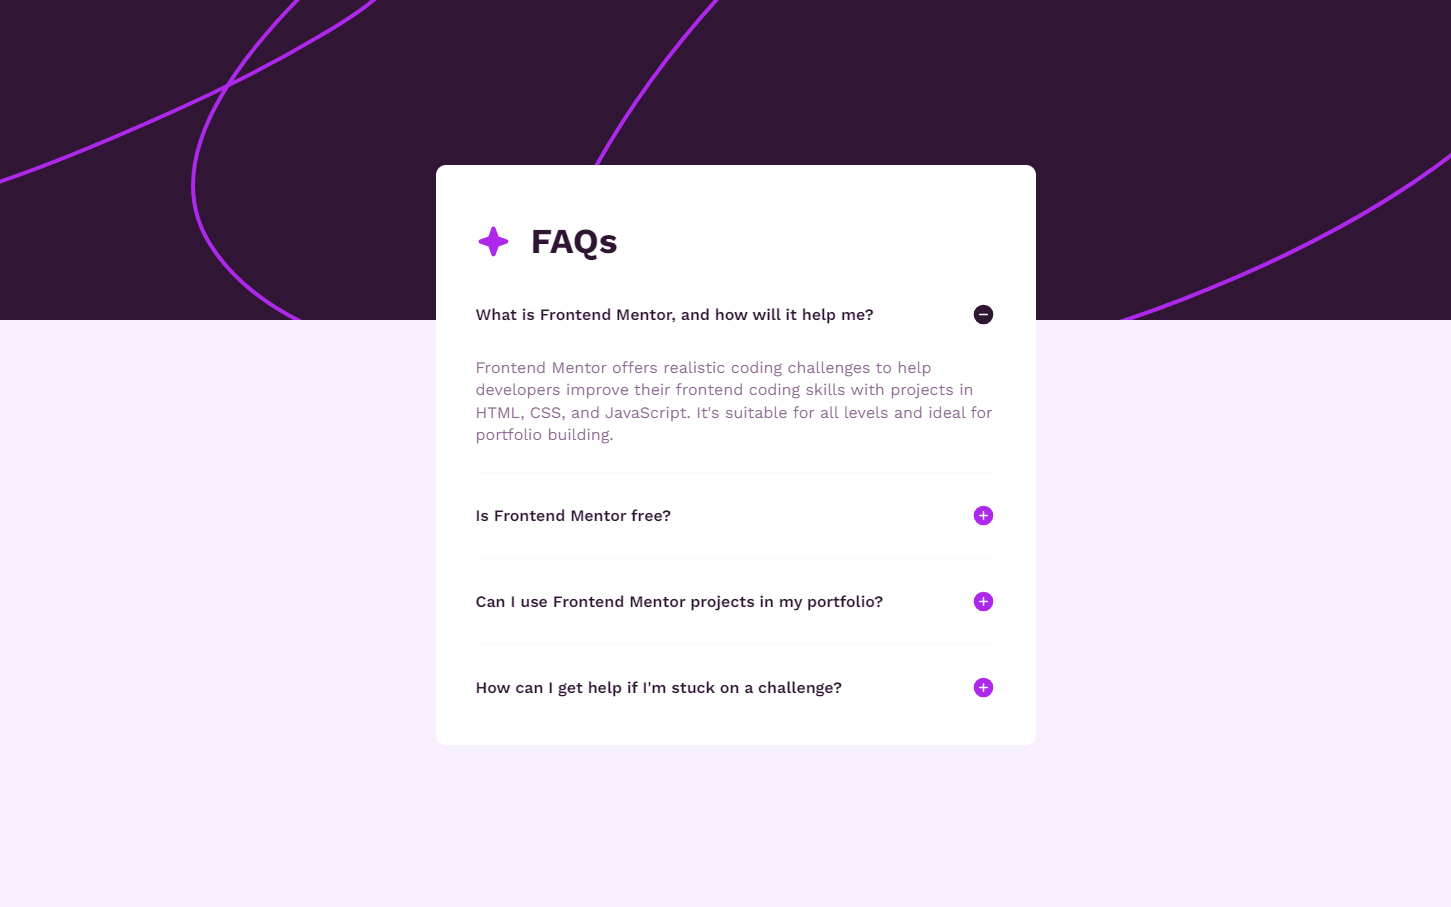 FAQs
What is Frontend Mentor, and how will it help me?
Frontend Mentor offers realistic coding challenges to help
developers improve their frontend coding skills with projects in
HTML, CSS, and JavaScript. It's suitable for all levels and ideal for
portfolio building.
Is Frontend Mentor free?
Can I use Frontend Mentor projects in my portfolio?
How can I get help if I'm stuck on a challenge?